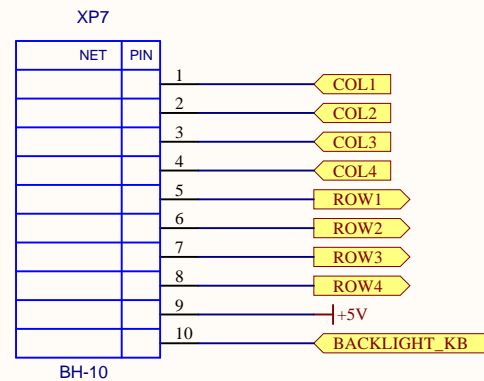 XP7
NET PIN
1 COL1
2 COL2
3 COL3
4 COL4
5 ROW1
6 ROW2
7 ROW3
8 ROW4
9 +5V
10 BACKLIGHT_KB
BH-10